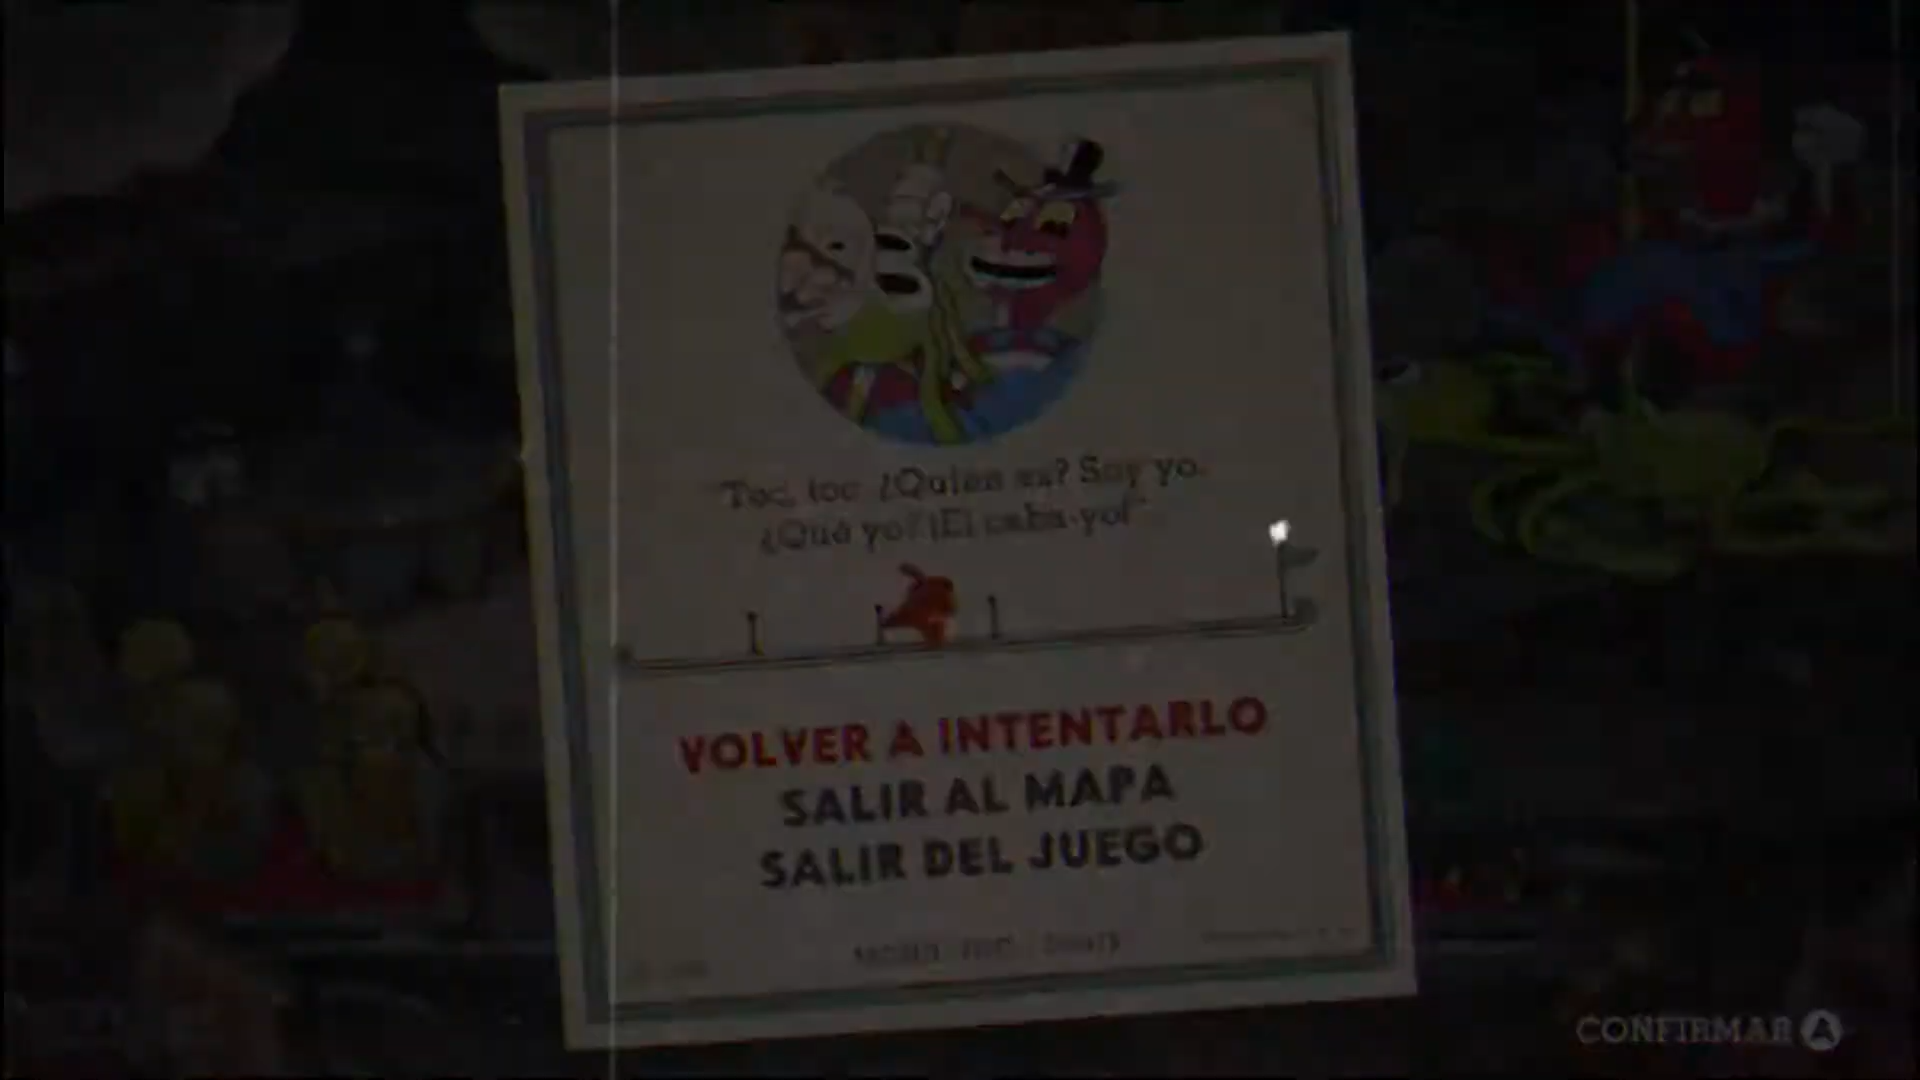 "Toc, toc ¿Quién es? Soy yo.
¿Qué yo? ¡El caba-yo!"
VOLVER A INTENTARLO
SALIR AL MAPA
SALIR DEL JUEGO
CONFIRMAR A